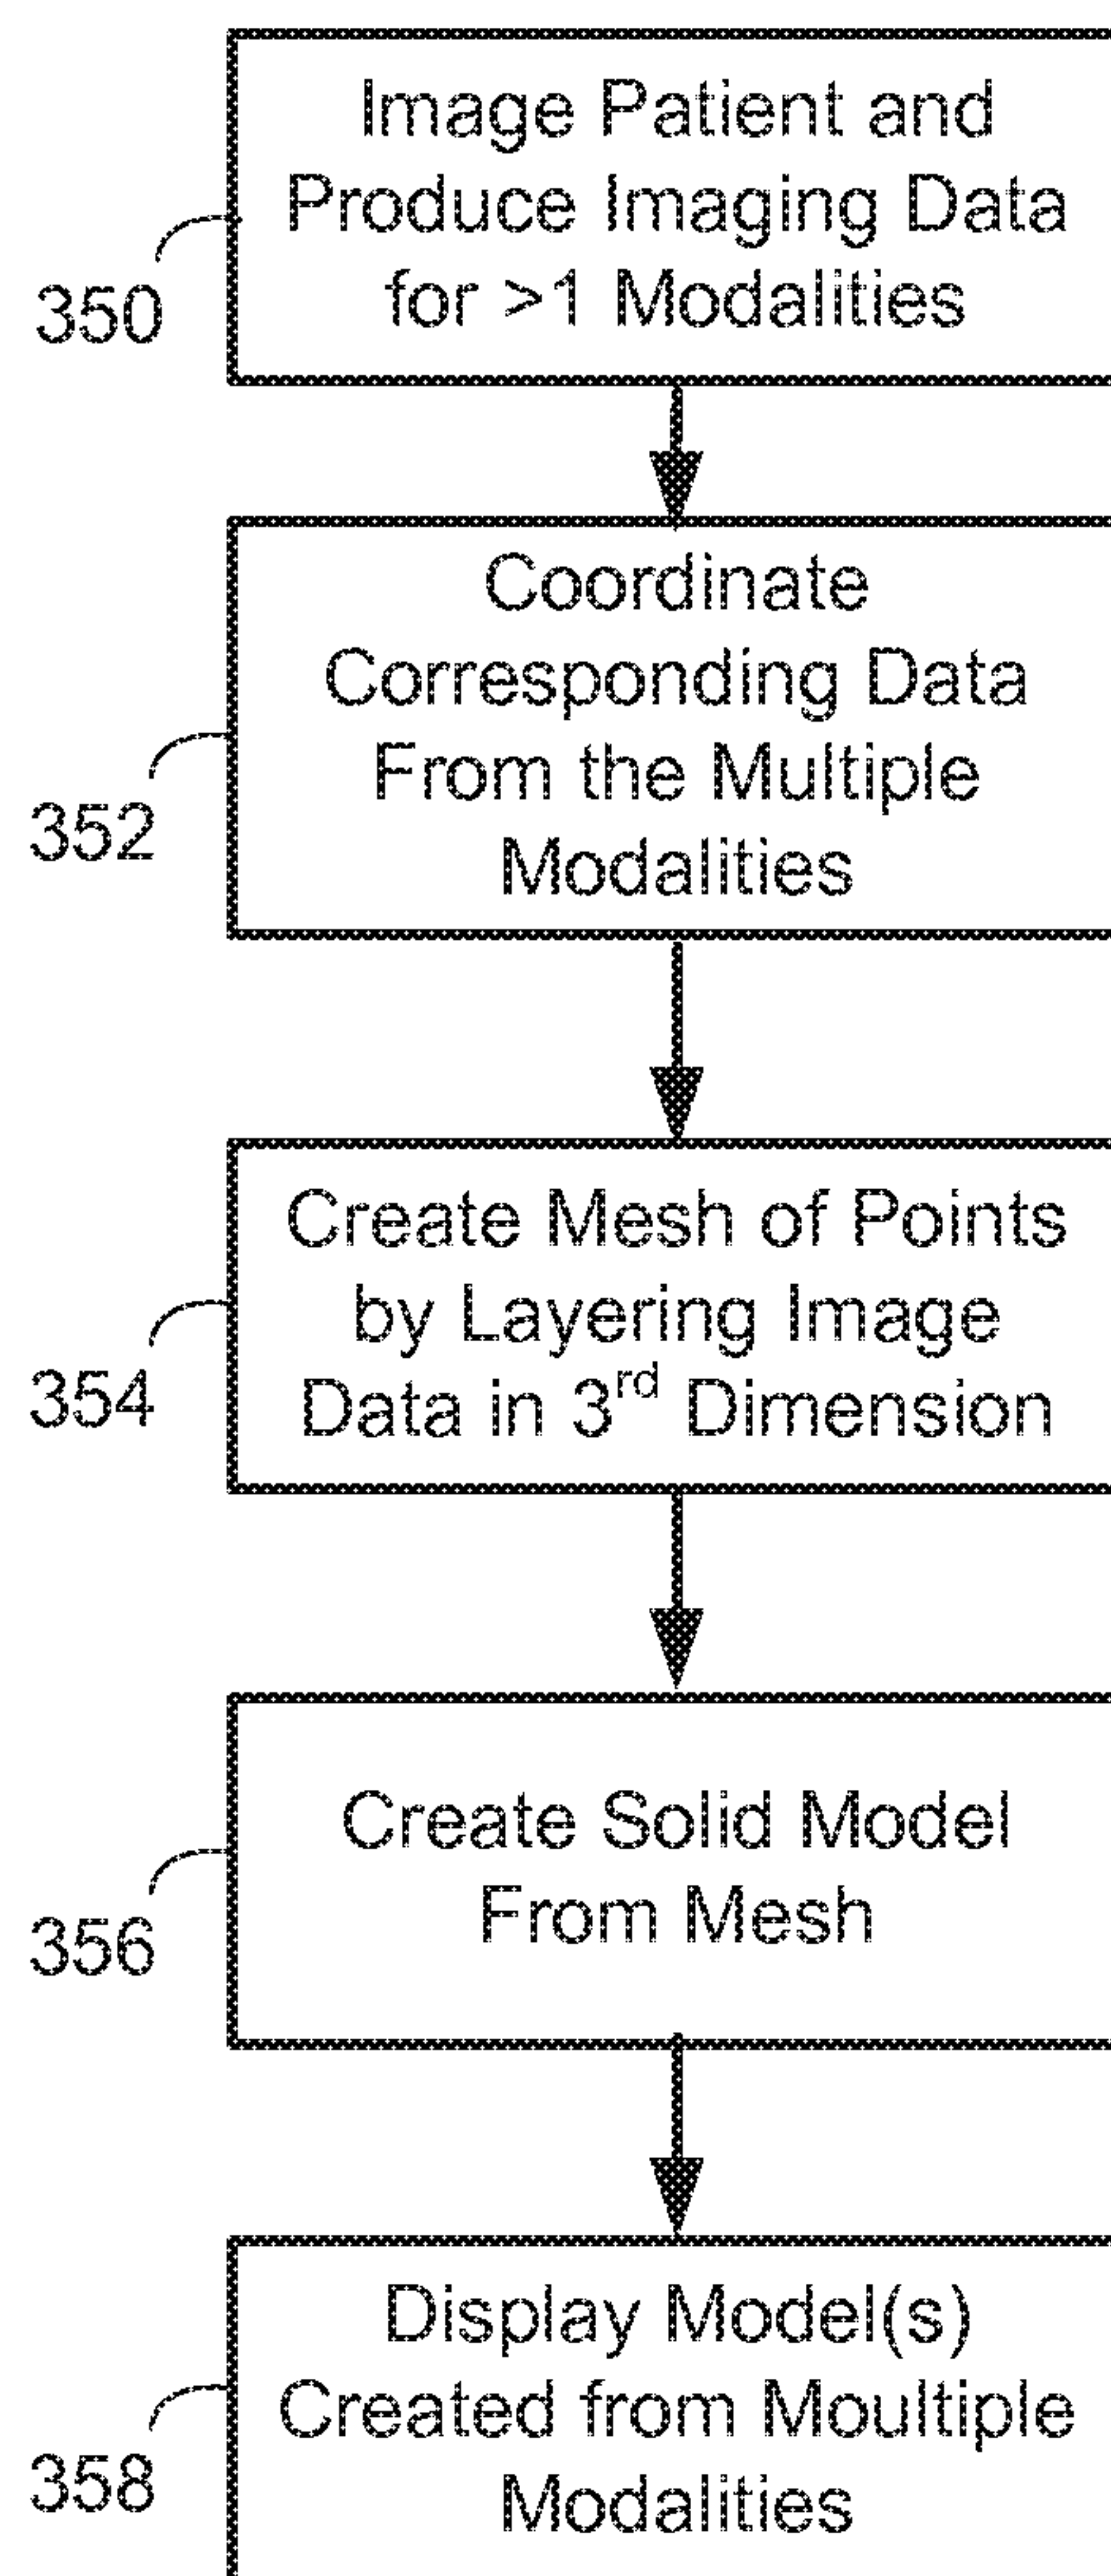 Image Patient and
Produce Imaging Data
for >1 Modalities
350
Coordinate
Corresponding Data
From the Multiple
Modalities
352
Create Mesh of Points
by Layering Image
Data in 3rd Dimension
354
Create Solid Model
From Mesh
356
Display Model(s)
Created from Moultiple
Modalities
358